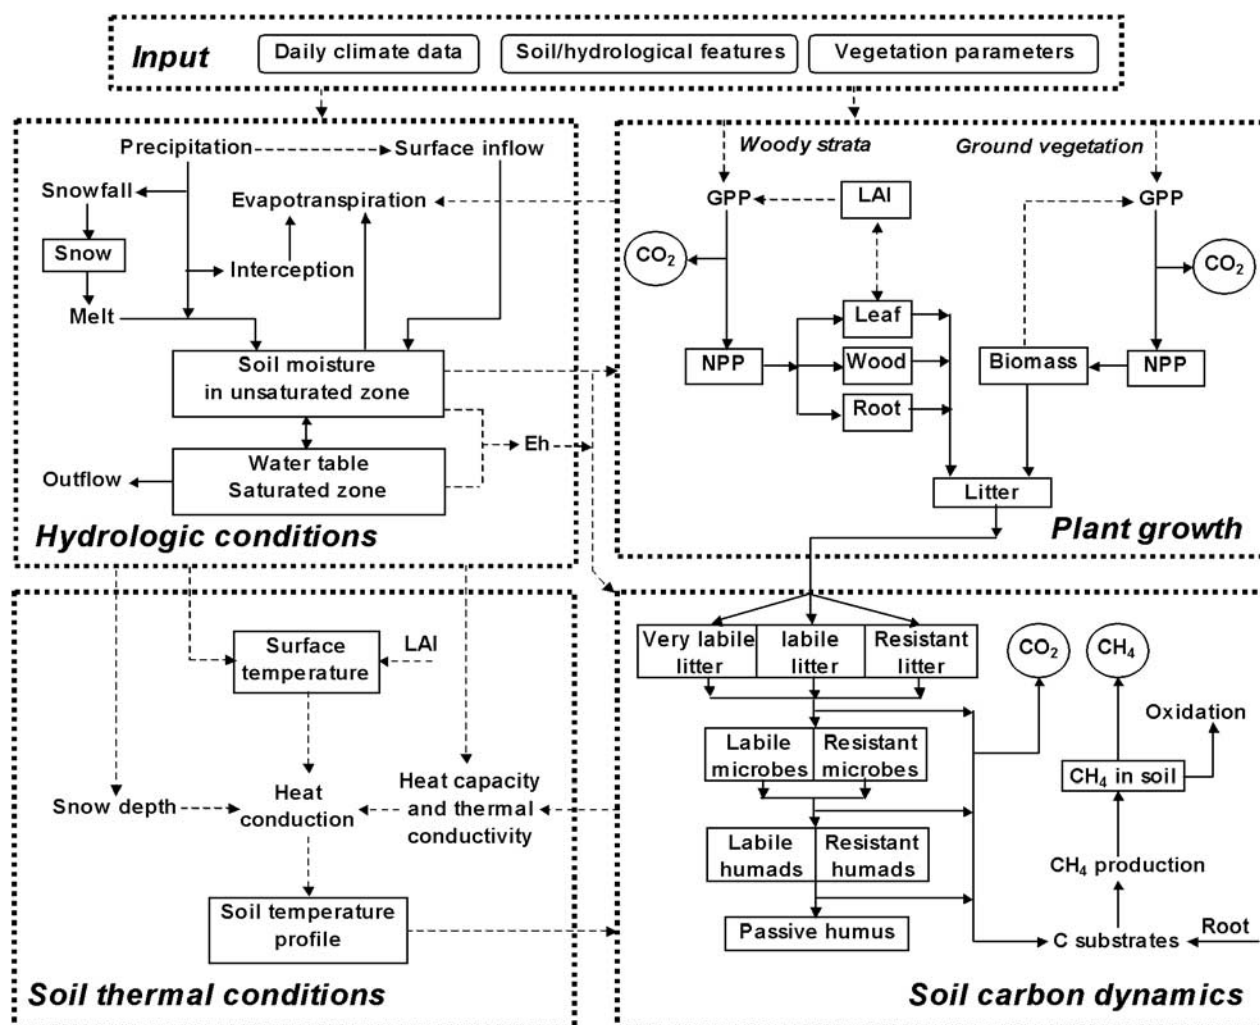 Input
Daily climate data
Soil/hydrological features
Vegetation parameters
Precipitation
Surface inflow
Snowfall
Evapotranspiration
Snow
Interception
Melt
Soil moisture
in unsaturated zone
Eh
Water table
Saturated zone
Outflow
Hydrologic conditions
Woody strata
Ground vegetation
GPP
LAI
GPP
CO₂
CO₂
Leaf
NPP
Wood
Biomass
NPP
Root
Litter
Plant growth
Surface
temperature
LAI
Snow depth
Heat
conduction
Heat capacity
and thermal
conductivity
Soil temperature
profile
Soil thermal conditions
Very labile
litter
labile
litter
Resistant
litter
CO₂
CH₄
Oxidation
Labile
microbes
Resistant
microbes
CH₄ in soil
Labile
humads
Resistant
humads
CH₄ production
Passive humus
C substrates
Root
Soil carbon dynamics